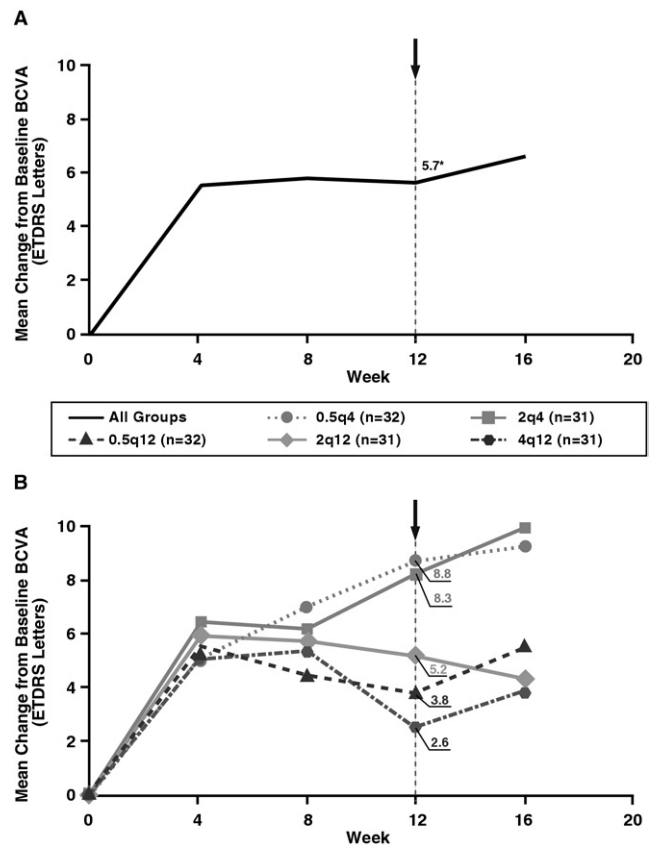 A
Mean Change from Baseline BCVA
(ETDRS Letters)
10
8
6
4
2
0
5.7*
0 4 8 12 16 20
Week
All Groups 0.5q4 (n=32) 2q4 (n=31)
0.5q12 (n=32) 2q12 (n=31) 4q12 (n=31)
B
Mean Change from Baseline BCVA
(ETDRS Letters)
10
8
6
4
2
0
8.8
8.3
5.2
3.8
2.6
0 4 8 12 16 20
Week